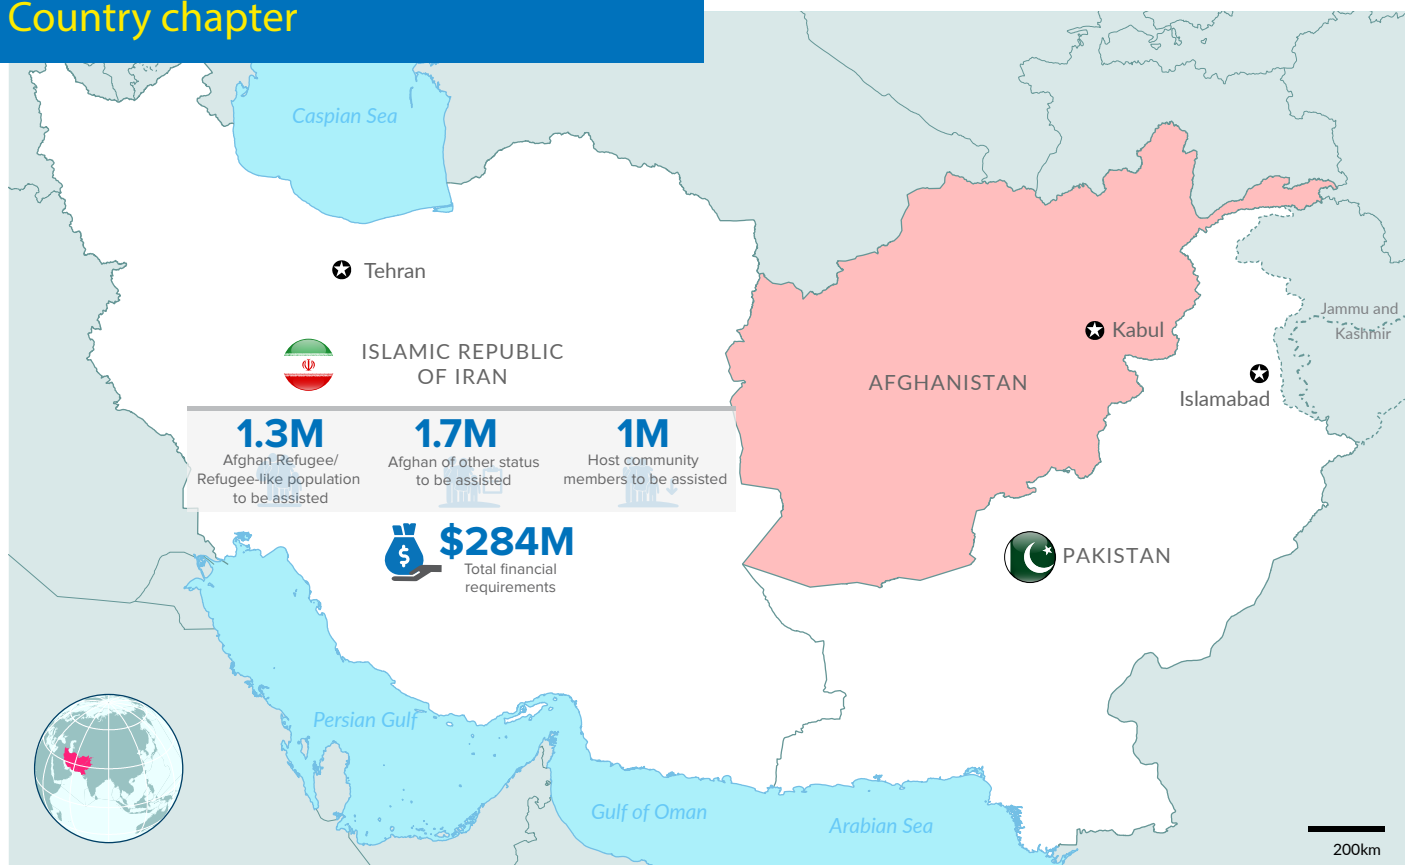 Country chapter
Caspian Sea
Tehran
Jammu and
Kashmir
Kabul
ISLAMIC REPUBLIC
OF IRAN
AFGHANISTAN
Islamabad
1.3M
Afghan Refugee/
Refugee-like population
to be assisted
1.7M
Afghan of other status
to be assisted
1M
Host community
members to be assisted
$284M
Total financial
requirements
PAKISTAN
Persian Gulf
Gulf of Oman
Arabian Sea
200km